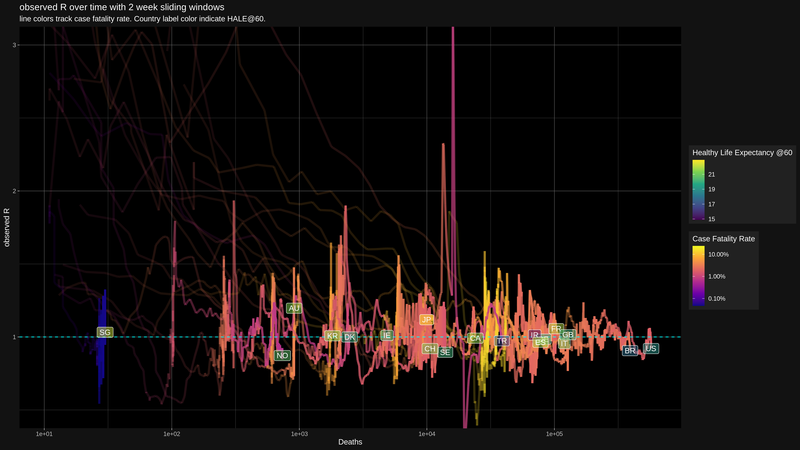 observed R over time with 2 week sliding windows
line colors track case fatality rate. Country label color indicate HALE@60.
3
2
1
observed R
SG
AU
NO
KR
DK
IE
JP
CH
SE
CA
TR
IR
ES
FR
GB
IT
BR
US
1e+01
1e+02
1e+03
1e+04
1e+05
Deaths
Healthy Life Expectancy @60
21
19
17
15
Case Fatality Rate
10.00%
1.00%
0.10%